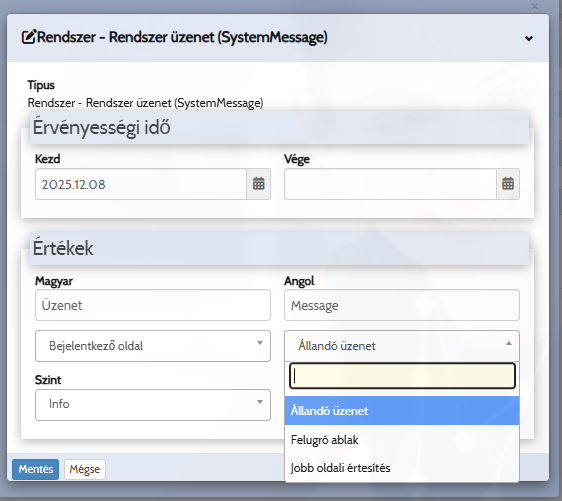 ×
Rendszer - Rendszer üzenet (SystemMessage)
Típus
Rendszer - Rendszer üzenet (SystemMessage)
Érvényességi idő
Kezd
Vége
2025.12.08
Értékek
Magyar
Angol
Üzenet
Message
Bejelentkező oldal
Állandó üzenet
Szint
Info
Állandó üzenet
Felugró ablak
Jobb oldali értesítés
Mentés
Mégse